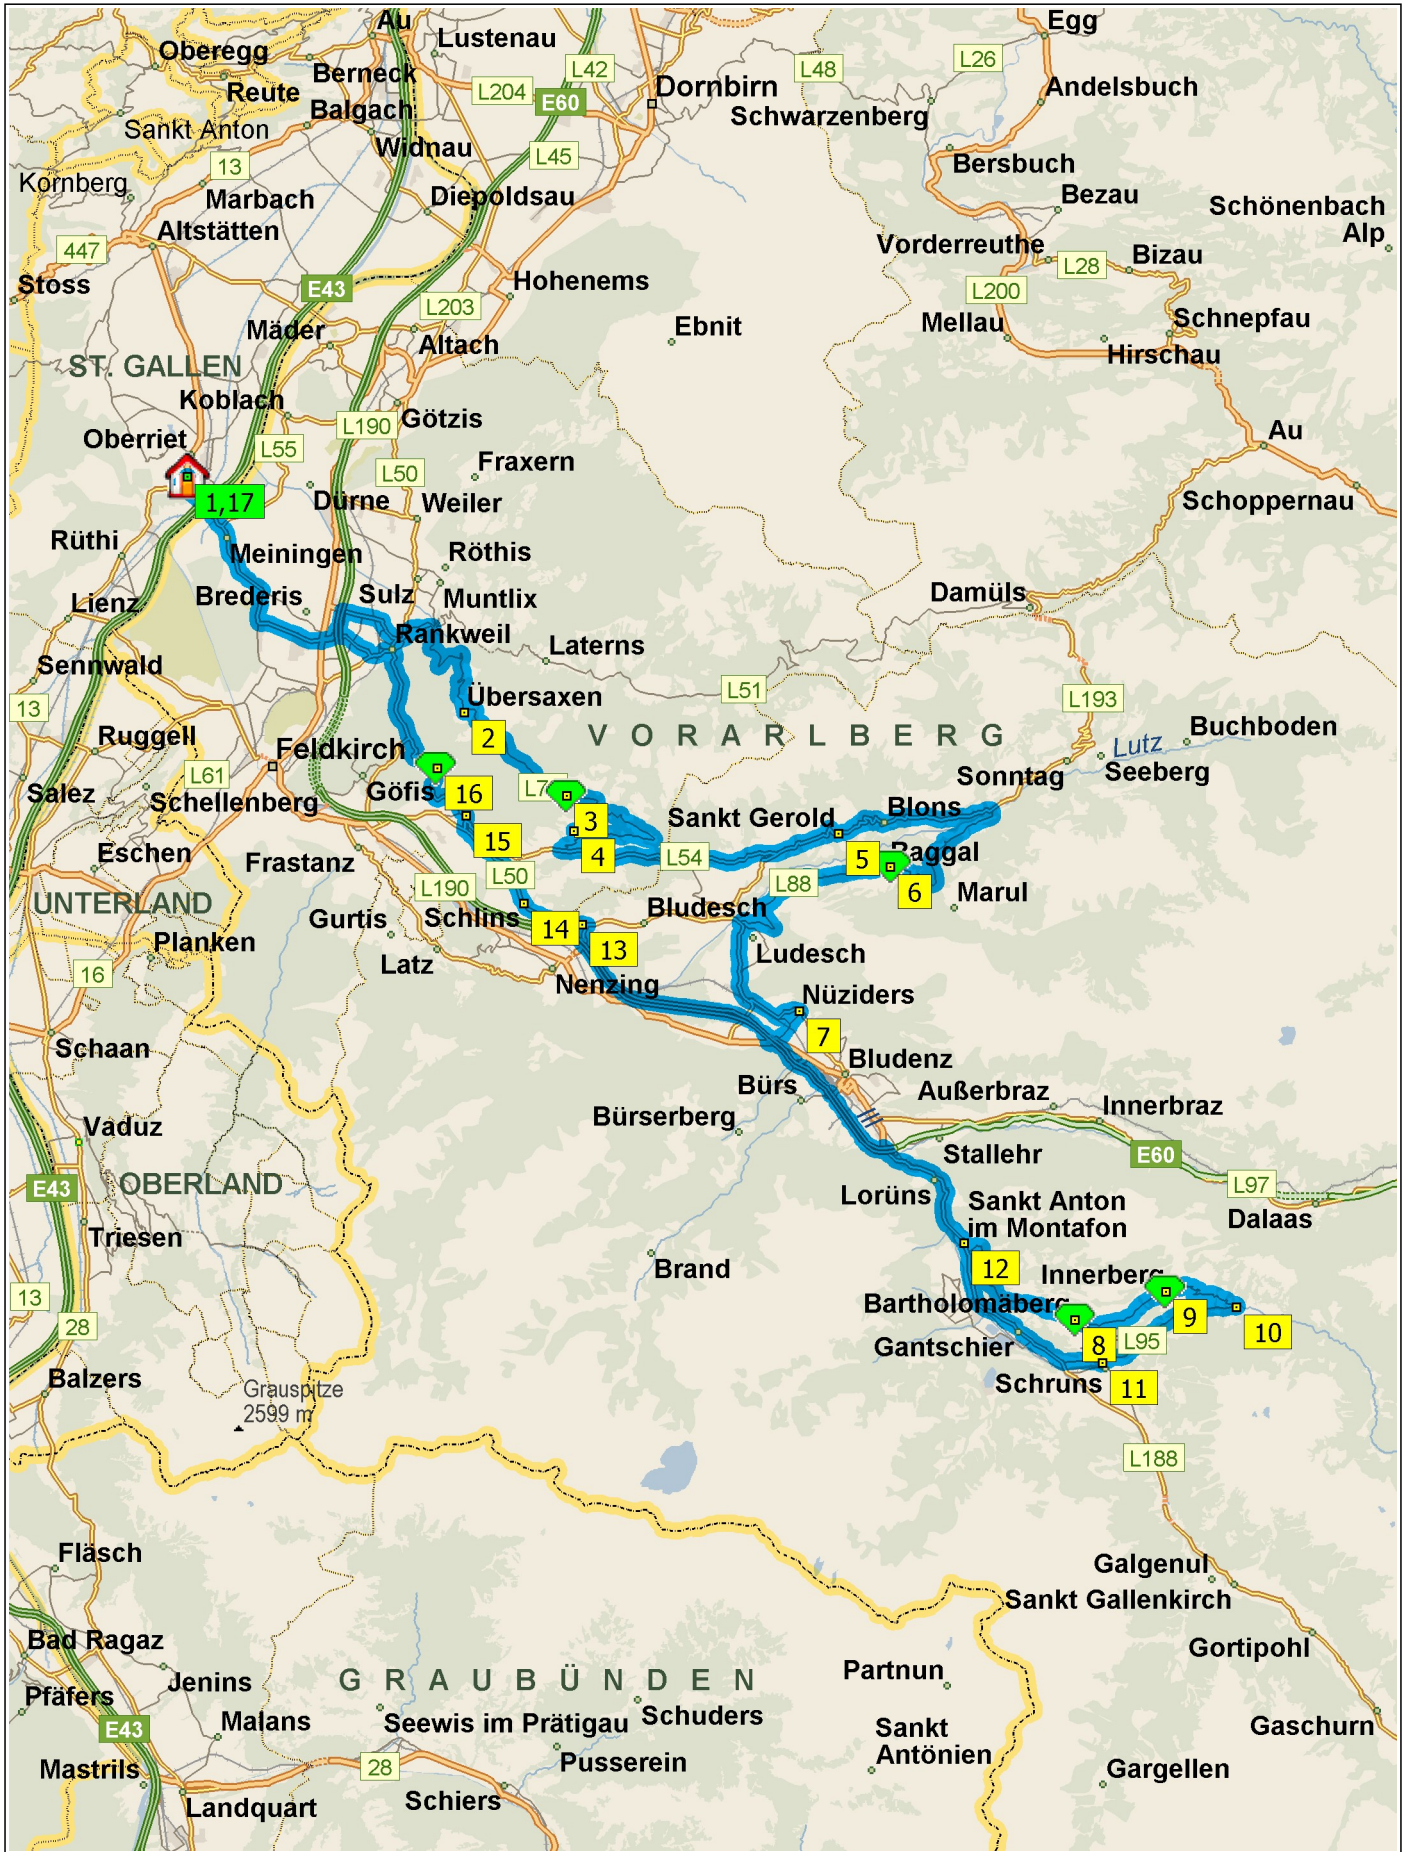 Au
Egg
Oberegg
Lustenau
L42
L48
L26
Berneck
Reute
L204
E60
Dornbirn
Andelsbuch
Balgach
Schwarzenberg
Sankt Anton
Widnau
L45
Bersbuch
13
Kornberg
Marbach
Diepoldsau
Bezau
Schönenbach
Alp
Altstätten
447
Vorderreuthe
Bizau
L28
Stoss
E43
Hohenems
L200
L203
Mäder
Altach
Ebnit
Mellau
Schnepfau
Hirschau
ST. GALLEN
Koblach
L190
Götzis
Oberriet
L55
Au
L50
Fraxern
1,17
Dürne
Weiler
Schoppernau
Rüthi
Meiningen
Röthis
Brederis
Sulz
Muntlix
Damüls
Lienz
Rankweil
Laterns
Sennwald
Übersaxen
L51
L193
13
2
VORARLBERG
Buchboden
Ruggell
Feldkirch
Lutz
L61
Göfis
16
L7
Sonntag
Seeberg
Salez
Schellenberg
3
Sankt Gerold
Blons
15
Eschen
Frastanz
4
L54
5
Raggal
L190
L50
L88
6
Marul
UNTERLAND
Gurtis
Schlins
14
Bludesch
Planken
13
Ludesch
16
Latz
Nenzing
Nüziders
7
Schaan
Bludenz
Bürs
Außerbraz
Innerbraz
Vaduz
Bürserberg
Stallehr
E60
E43
OBERLAND
Lorüns
Sankt Anton
im Montafon
L97
Dalaas
Triesen
Brand
12
Innerberg
13
Bartholomäberg
9
10
28
Gantschier
8
L95
Balzers
Grauspitze
2599 m
Schruns
11
L188
Fläsch
Galgenul
Sankt Gallenkirch
Bad Ragaz
Gortipohl
Jenins
GRAUBÜNDEN
Partnun
Pfäfers
Malans
Seewis im Prätigau
Schuders
E43
Sankt
Antönien
Gaschurn
Mastrils
28
Pusserein
Gargellen
Landquart
Schiers